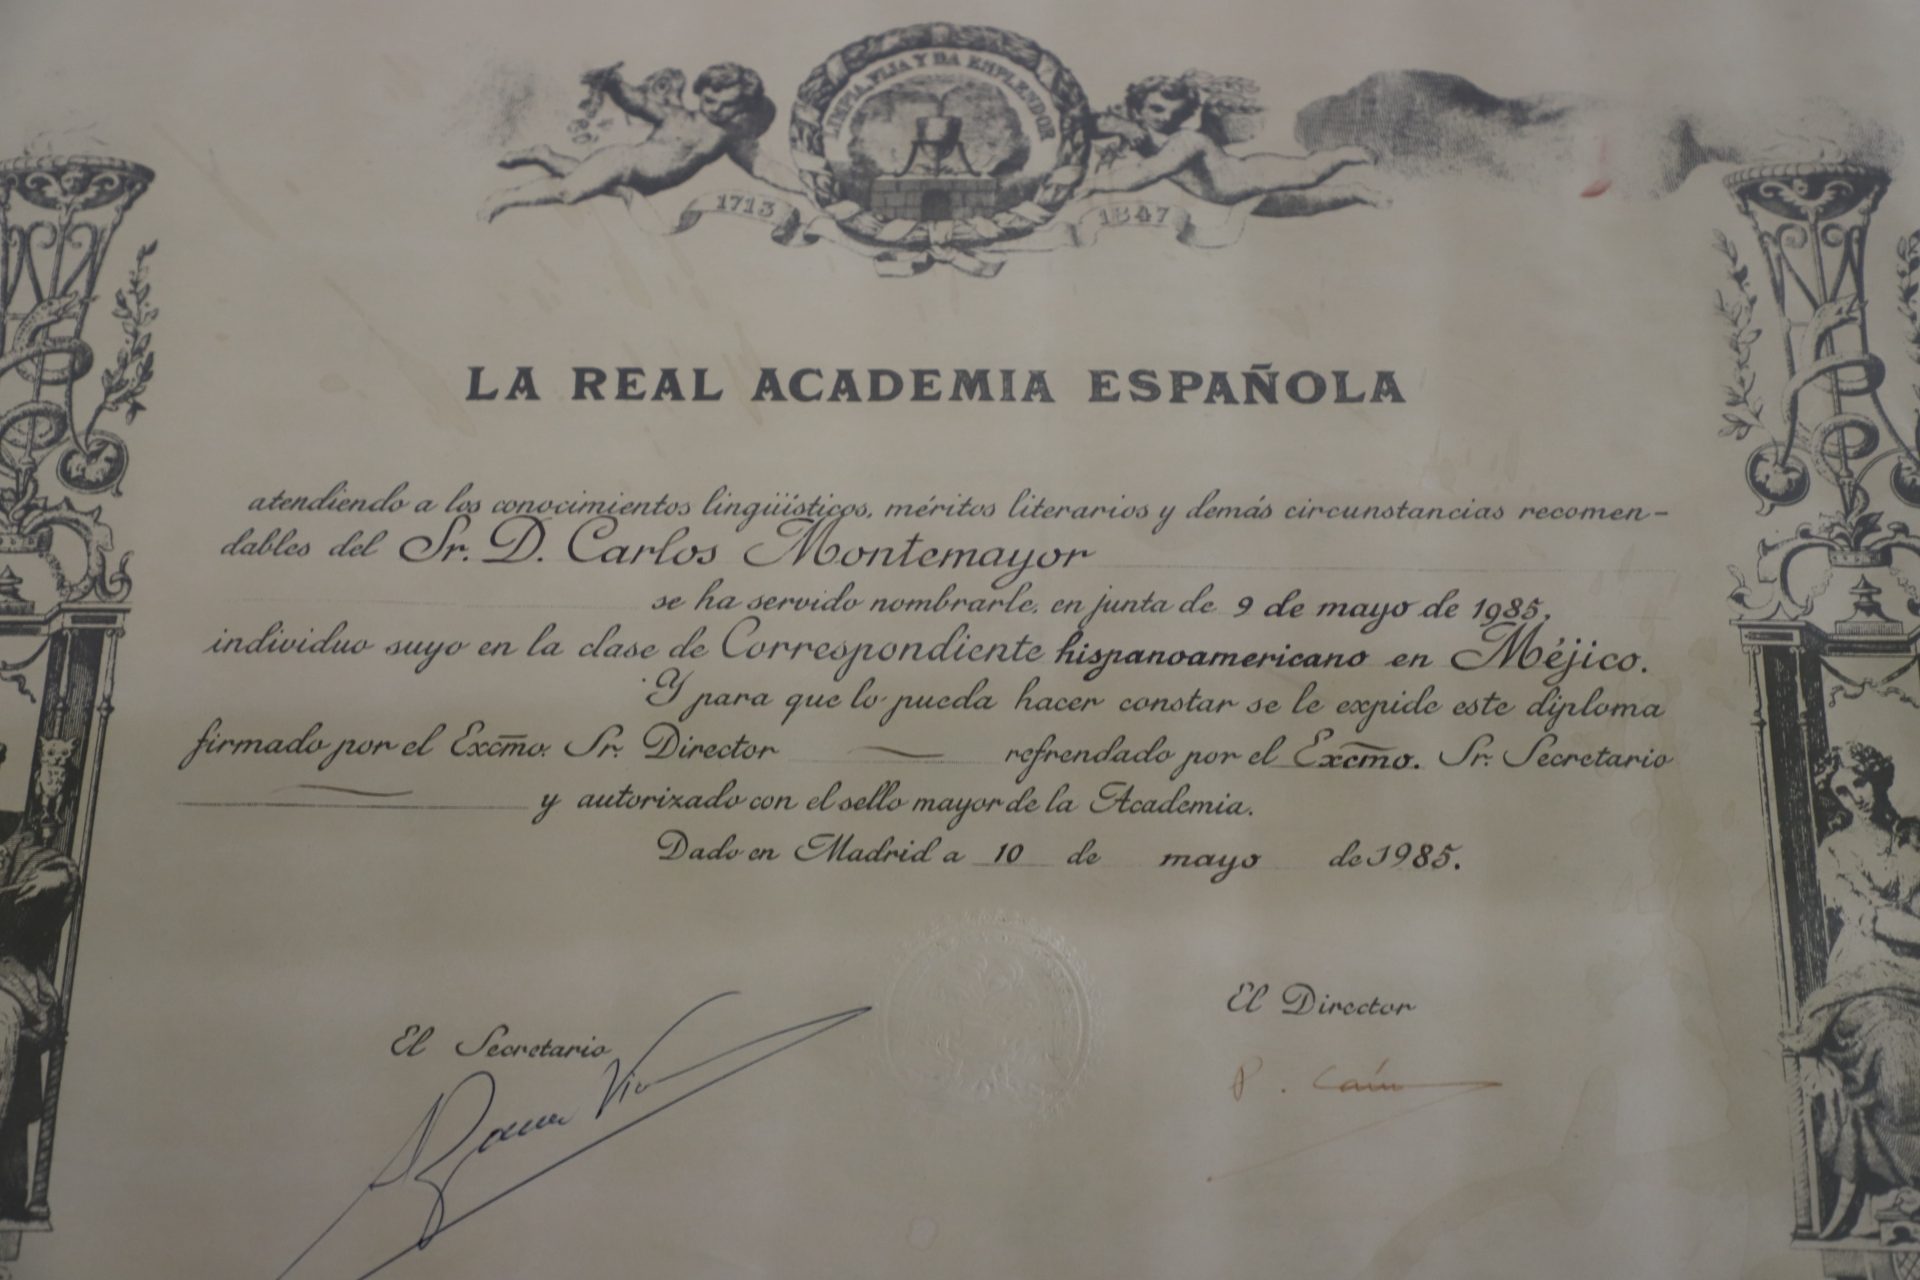 LIMPIA, FIJA Y DA ESPLENDOR
1713
1847
LA REAL ACADEMIA ESPAÑOLA
atendiendo a los conocimientos lingüísticos, méritos literarios y demás circunstancias recomen-
dables del Sr. D. Carlos Montemayor
se ha servido nombrarle, en junta de 9 de mayo de 1985,
individuo suyo en la clase de Correspondiente hispanoamericano en Méjico.
Y para que lo pueda hacer constar se le expide este diploma
firmado por el Excmo. Sr. Director — refrendado por el Excmo. Sr. Secretario
— y autorizado con el sello mayor de la Academia.
Dado en Madrid a 10 de mayo de 1985.
El Director
El Secretario
P.